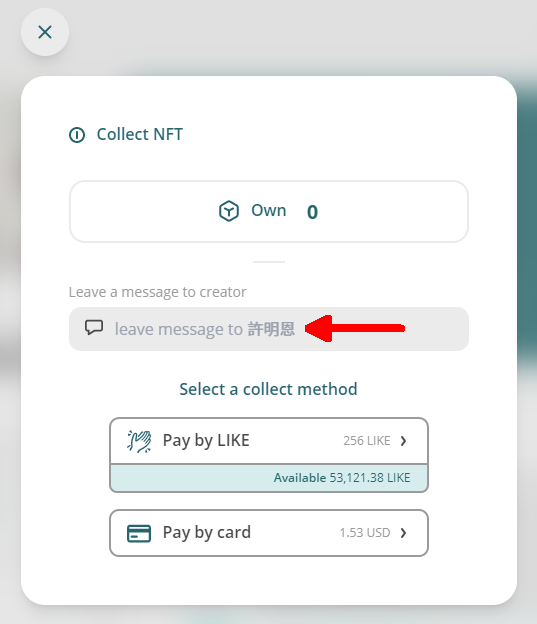 Collect NFT
Own 0
Leave a message to creator
leave message to 許明恩
Select a collect method
Pay by LIKE 256 LIKE
Available 53,121.38 LIKE
Pay by card 1.53 USD